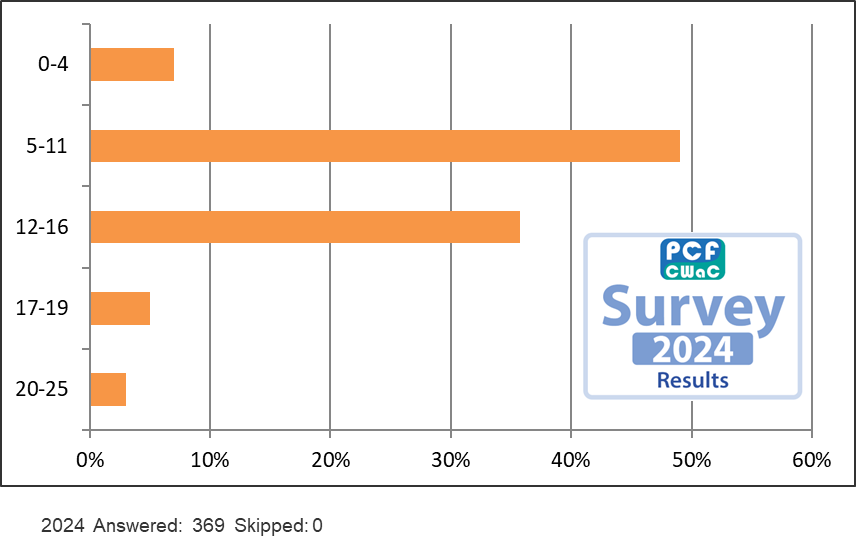 0-4
5-11
12-16
17-19
20-25
PCF
CWaC
Survey
2024
Results
0% 10% 20% 30% 40% 50% 60%
2024 Answered: 369 Skipped: 0